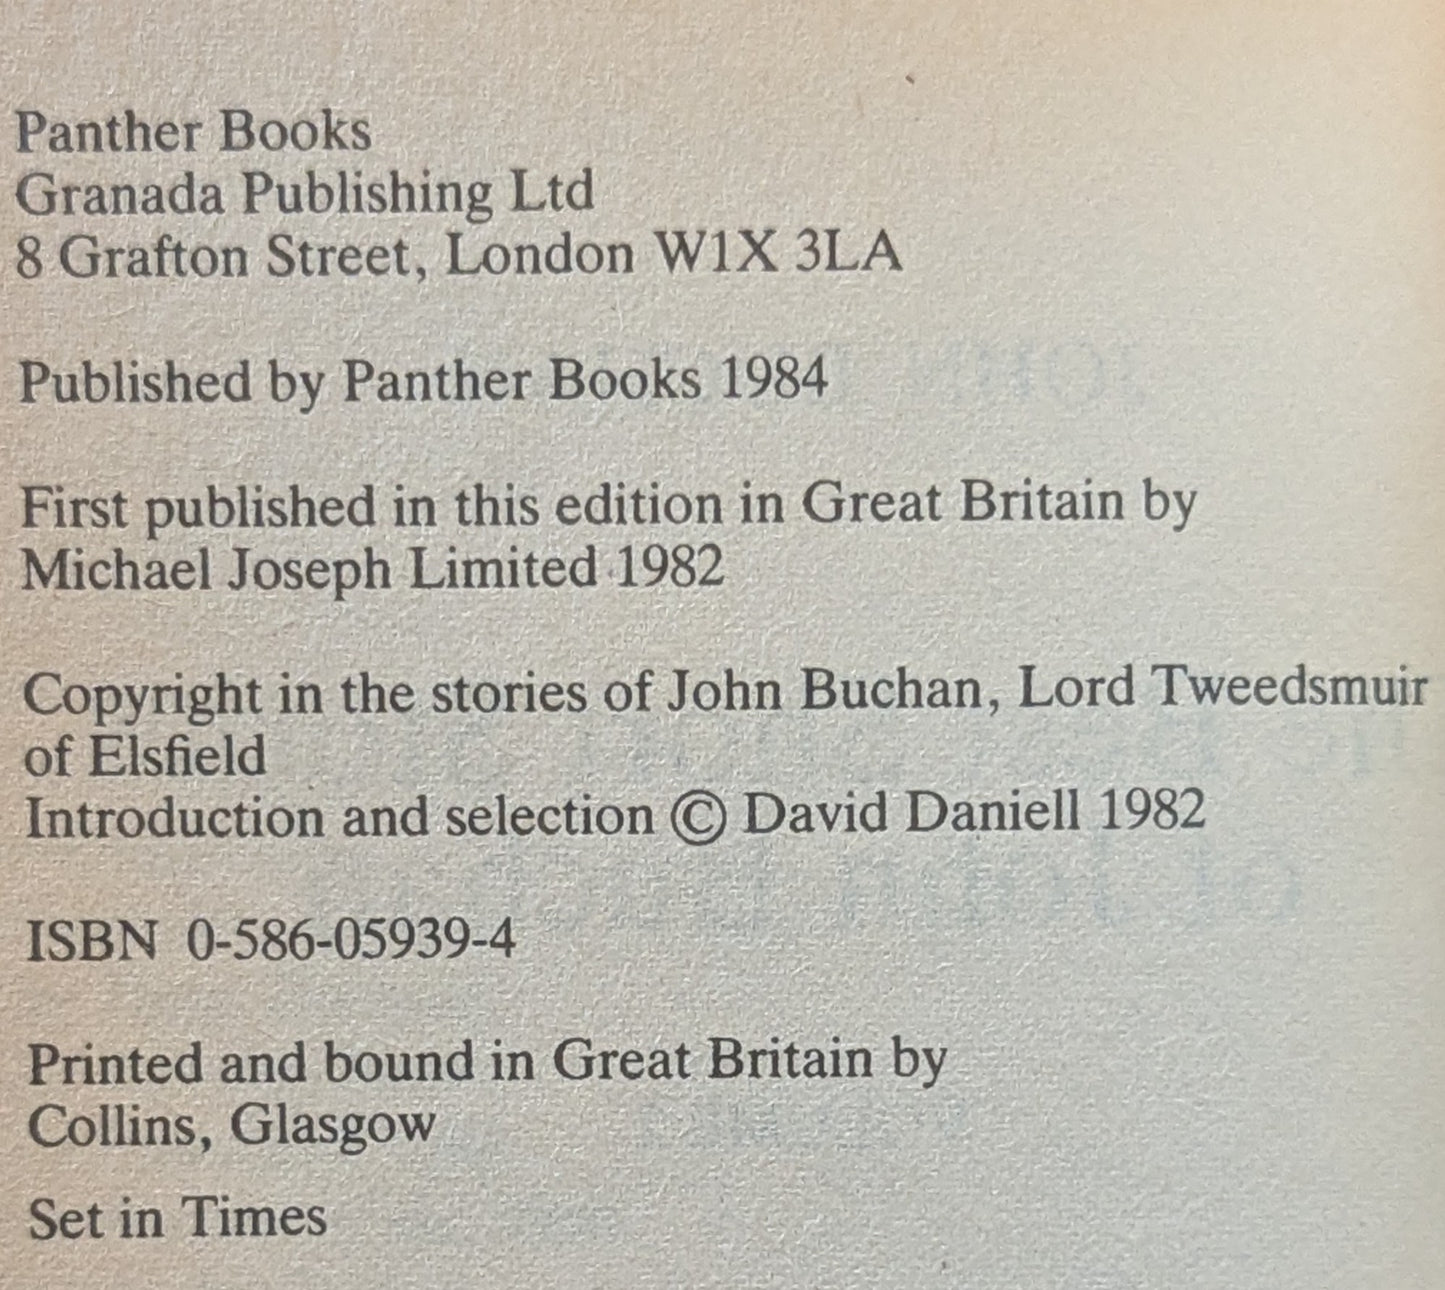 Panther Books
Granada Publishing Ltd
8 Grafton Street, London W1X 3LA
Published by Panther Books 1984
First published in this edition in Great Britain by
Michael Joseph Limited 1982
Copyright in the stories of John Buchan, Lord Tweedsmuir
of Elsfield
Introduction and selection © David Daniell 1982
ISBN 0-586-05939-4
Printed and bound in Great Britain by
Collins, Glasgow
Set in Times